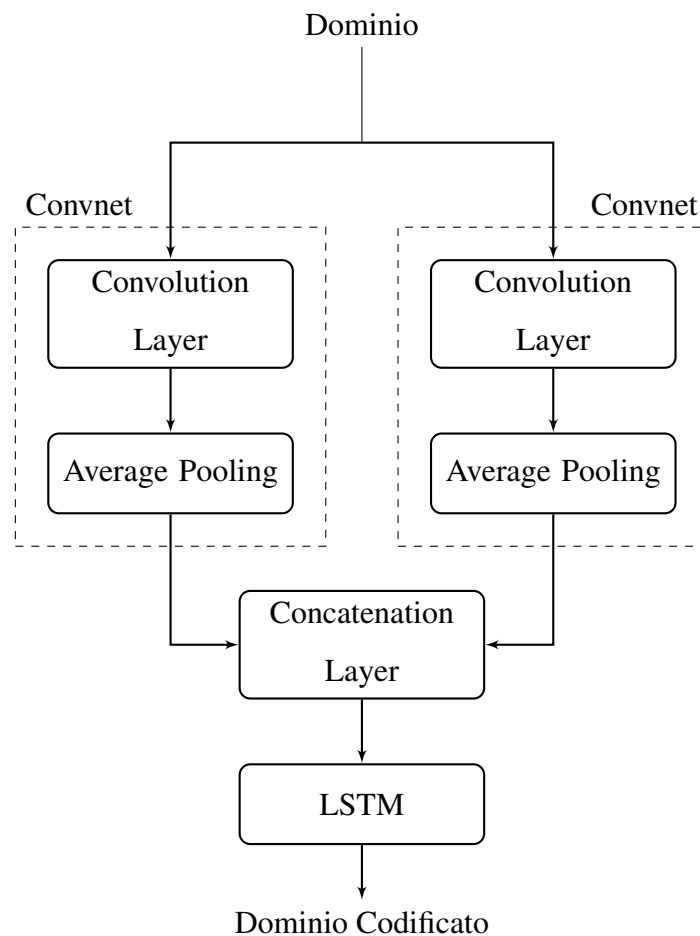 Dominio
Convnet
Convnet
Convolution
Layer
Convolution
Layer
Average Pooling
Average Pooling
Concatenation
Layer
LSTM
Dominio Codificato